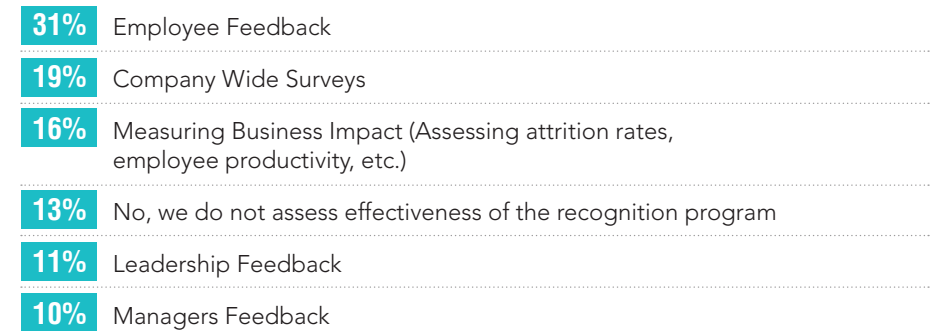 31% Employee Feedback
19% Company Wide Surveys
16% Measuring Business Impact (Assessing attrition rates,
employee productivity, etc.)
13% No, we do not assess effectiveness of the recognition program
11% Leadership Feedback
10% Managers Feedback